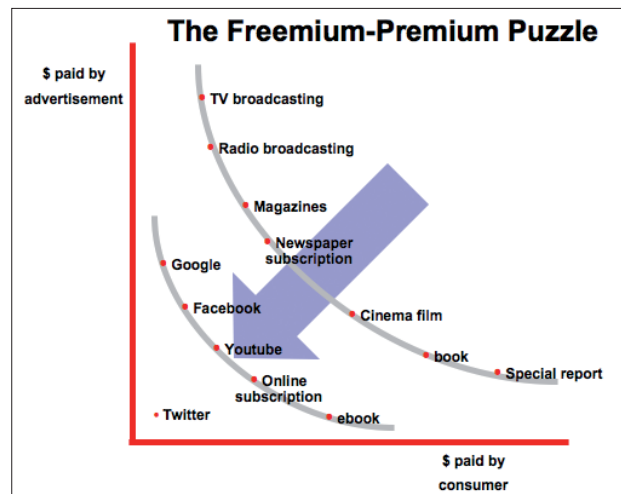 The Freemium-Premium Puzzle
$ paid by
advertisement
TV broadcasting
Radio broadcasting
Magazines
Newspaper
subscription
Google
Facebook
Cinema film
Youtube
book
Special report
Online
subscription
Twitter
ebook
$ paid by
consumer